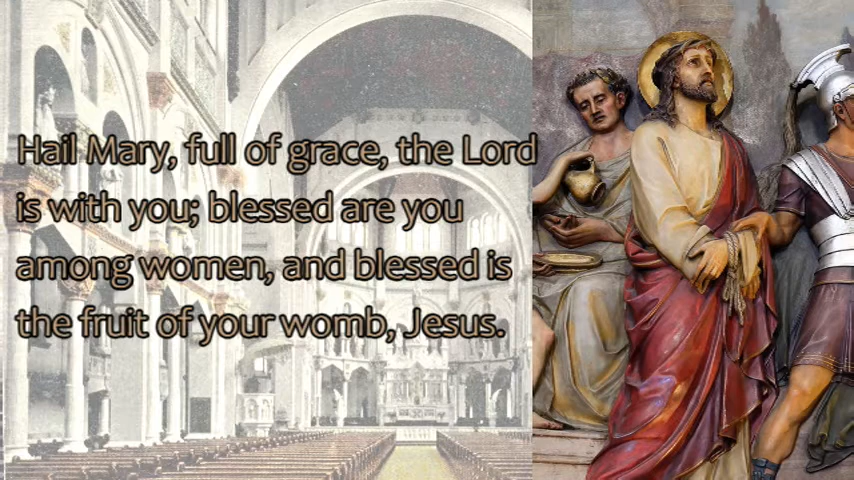 Hail Mary, full of grace, the Lord
is with you; blessed are you
among women, and blessed is
the fruit of your womb, Jesus.